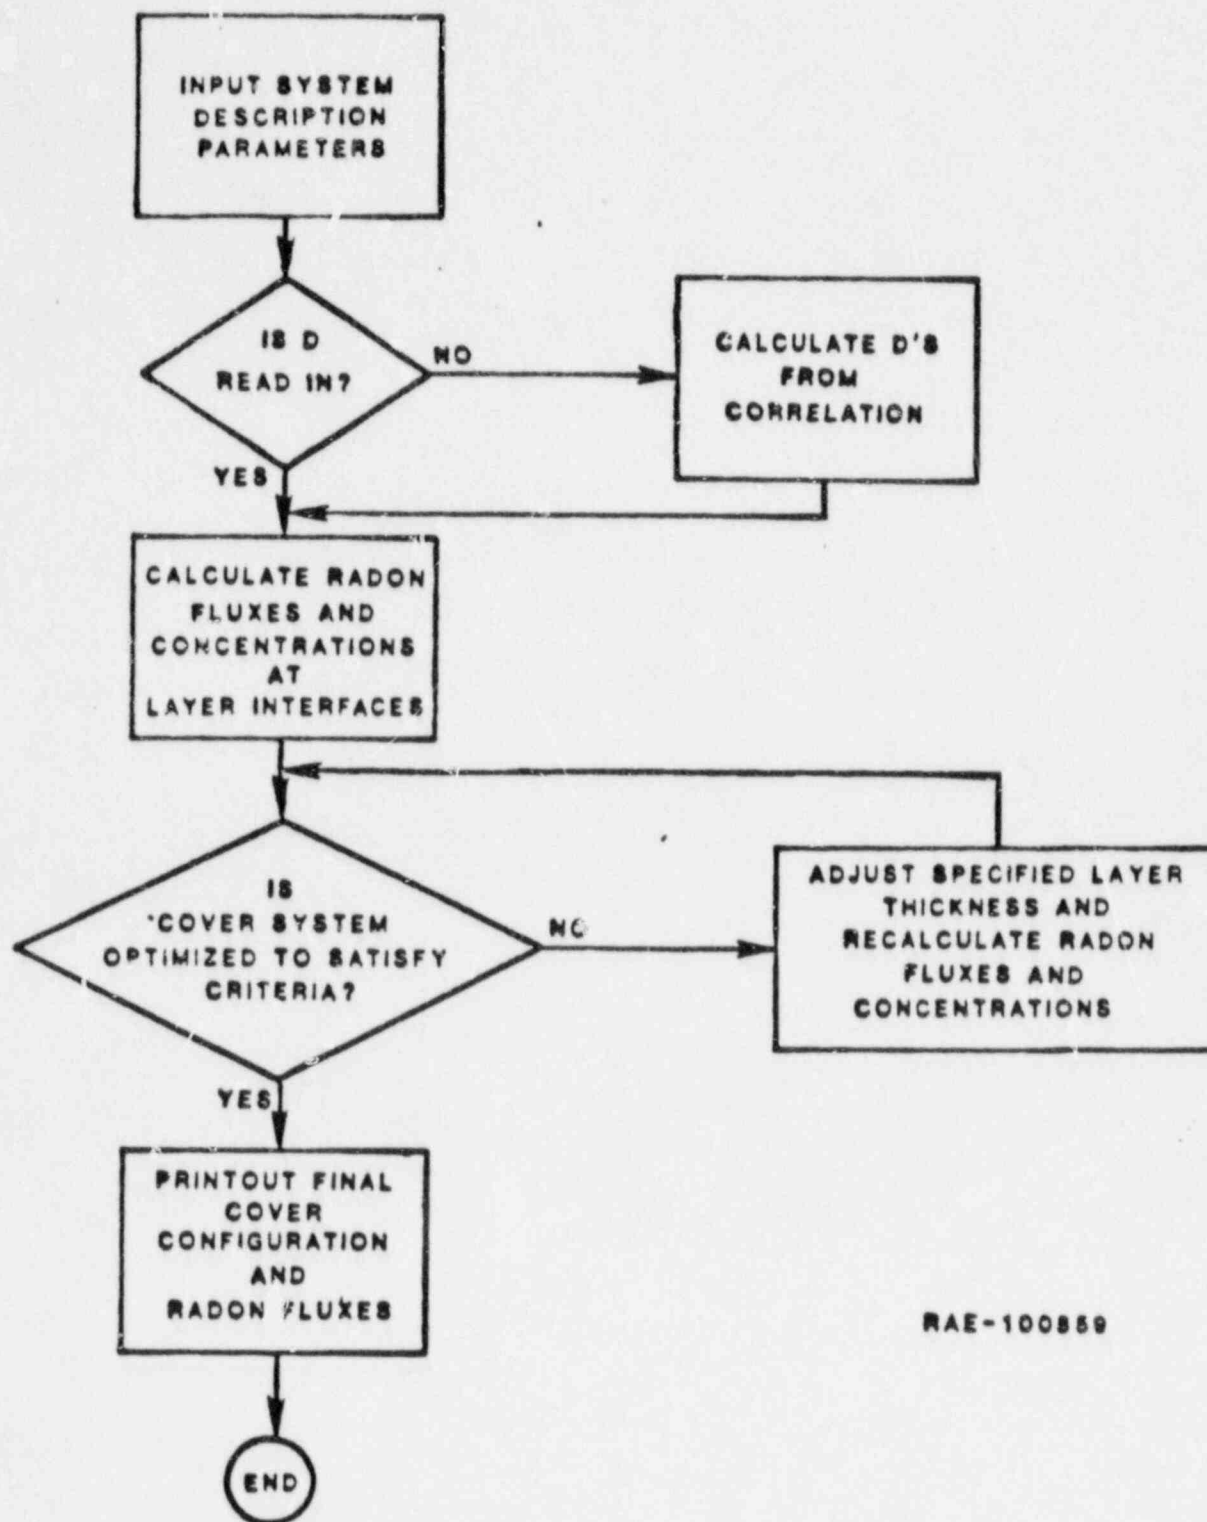 INPUT SYSTEM
DESCRIPTION
PARAMETERS
IS D
READ IN?
NO
CALCULATE D'S
FROM
CORRELATION
YES
CALCULATE RADON
FLUXES AND
CONCENTRATIONS
AT
LAYER INTERFACES
IS
COVER SYSTEM
OPTIMIZED TO SATISFY
CRITERIA?
NO
ADJUST SPECIFIED LAYER
THICKNESS AND
RECALCULATE RADON
FLUXES AND
CONCENTRATIONS
YES
PRINTOUT FINAL
COVER
CONFIGURATION
AND
RADON FLUXES
RAE-100859
END